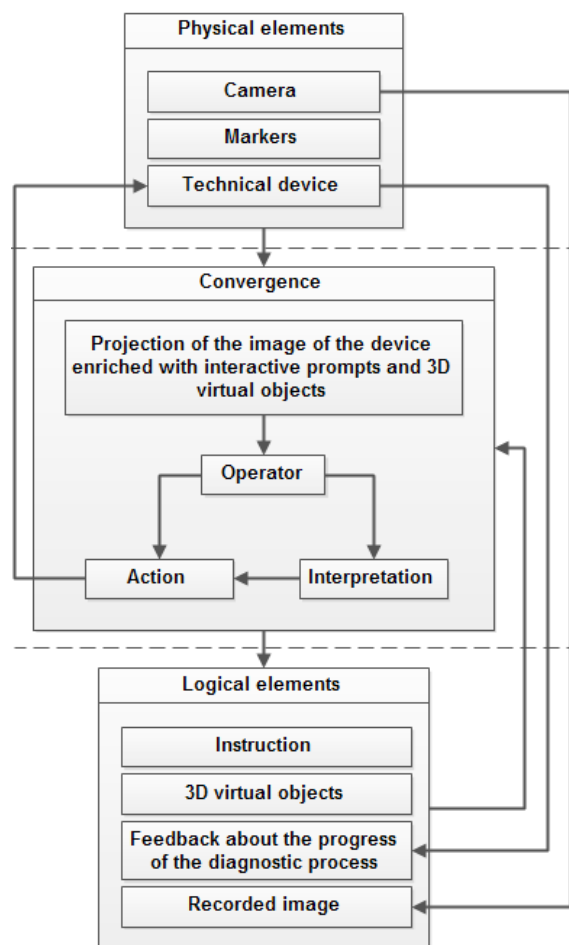 Physical elements
Camera
Markers
Technical device
Convergence
Projection of the image of the device
enriched with interactive prompts and 3D
virtual objects
Operator
Action
Interpretation
Logical elements
Instruction
3D virtual objects
Feedback about the progress
of the diagnostic process
Recorded image